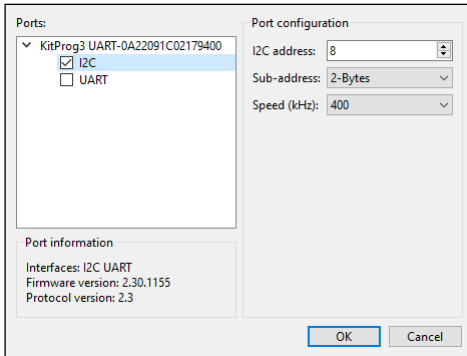 Ports:
KitProg3 UART-0A22091C02179400
I2C
UART
Port information
Interfaces: I2C UART
Firmware version: 2.30.1155
Protocol version: 2.3
Port configuration
I2C address: 8
Sub-address: 2-Bytes
Speed (kHz): 400
OK
Cancel